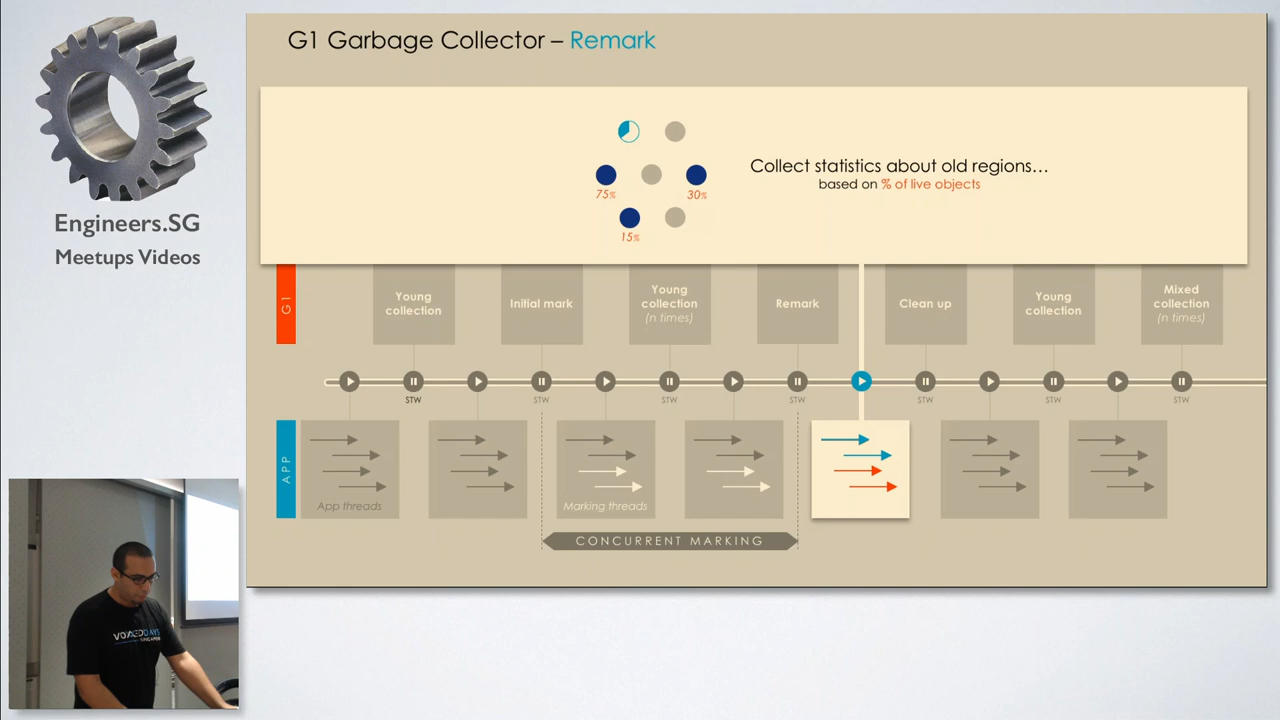 G1 Garbage Collector – Remark
Engineers.SG
Meetups Videos
Collect statistics about old regions...
based on % of live objects
75%
30%
15%
G1
Young
collection
Initial mark
Young
collection
(n times)
Remark
Clean up
Young
collection
Mixed
collection
(n times)
STW
STW
STW
STW
STW
STW
STW
APP
App threads
Marking threads
CONCURRENT MARKING
VOXXEDDAYS
SINGAPORE